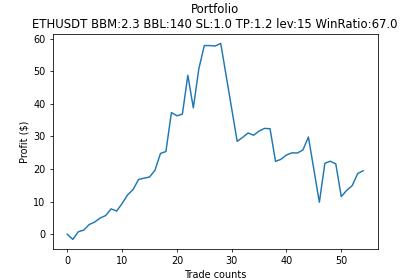 Portfolio
ETHUSDT BBM:2.3 BBL:140 SL:1.0 TP:1.2 lev:15 WinRatio:67.0
60
50
40
30
20
10
0
Profit ($)
0 10 20 30 40 50
Trade counts